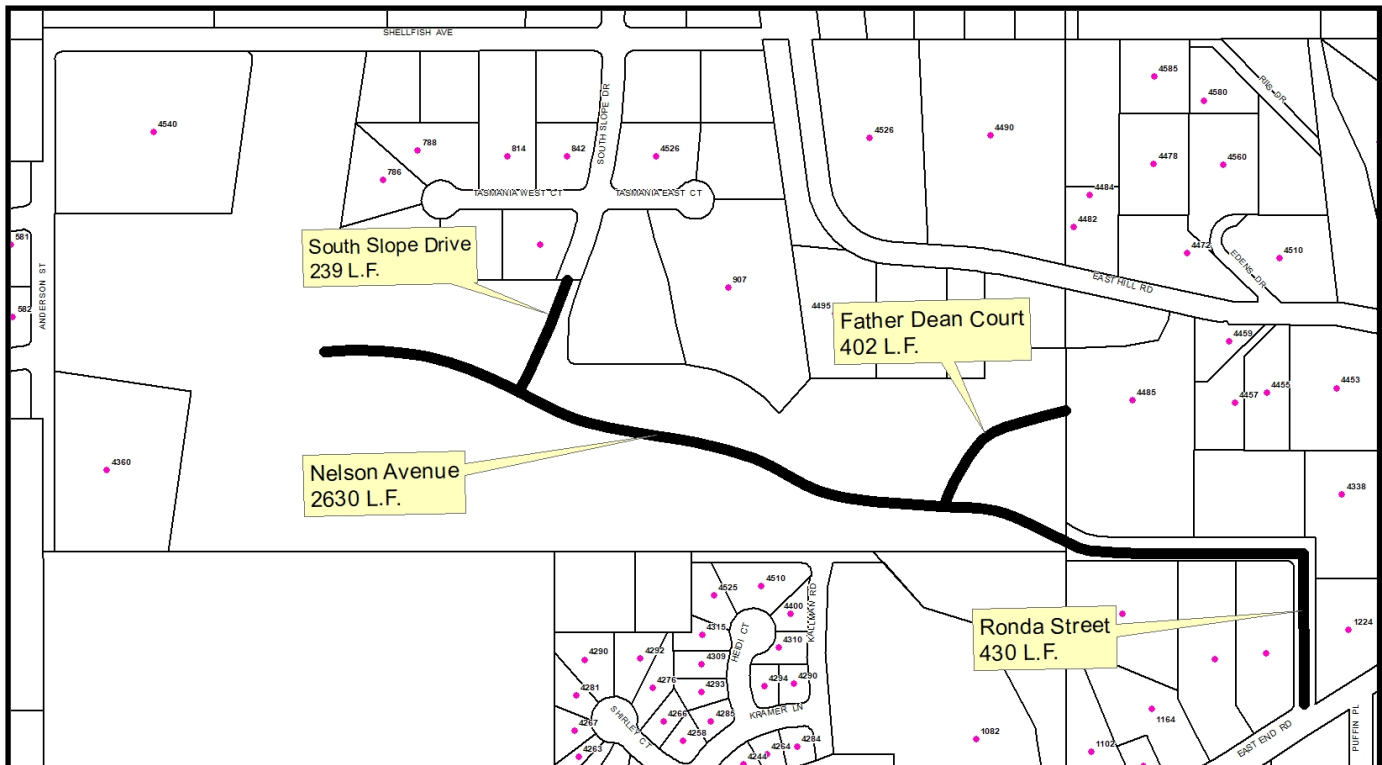 SHELLFISH AVE
4585
RIIS DR
4580
4540
SOUTH SLOPE DR
4526
4490
788
814
842
4526
4478
4560
786
TASMANIA WEST CT
TASMANIA EAST CT
4484
4482
581
South Slope Drive
239 L.F.
4472
EDENS DR
4510
ANDERSON ST
907
EAST HILL RD
582
4495
Father Dean Court
402 L.F.
4459
4485
4457
4455
4453
Nelson Avenue
2630 L.F.
4360
4338
4525
4510
KALLMAN RD
4400
4315
HEIDI CT
4310
Ronda Street
430 L.F.
1224
4290
4292
4309
4281
4276
4293
4294
4290
SHIRLEY CT
4266
4285
KRAMER LN
1164
4267
4258
4284
1082
EAST END RD
PUFFIN PL
4263
4244
4264
1102